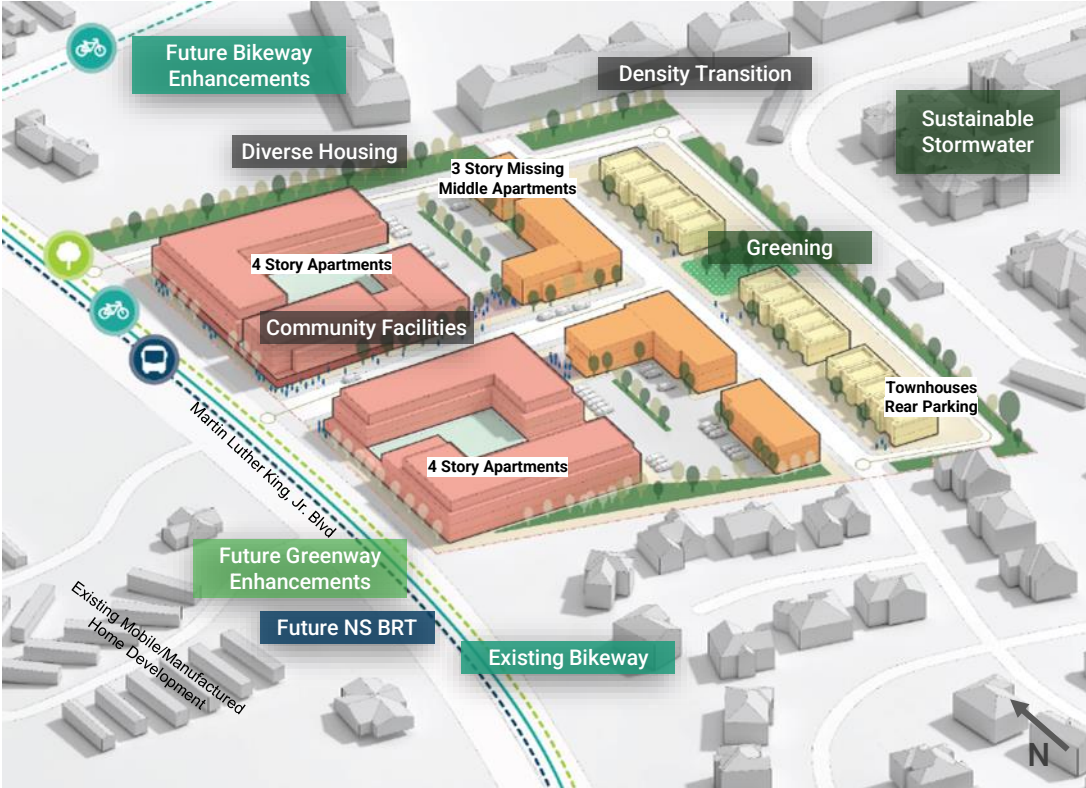 Future Bikeway
Enhancements
Density Transition
Sustainable
Stormwater
Diverse Housing
3 Story Missing
Middle Apartments
Greening
4 Story Apartments
Community Facilities
Townhouses
Rear Parking
4 Story Apartments
Martin Luther King, Jr. Blvd
Future Greenway
Enhancements
Existing Mobile/Manufactured
Home Development
Future NS BRT
Existing Bikeway
N